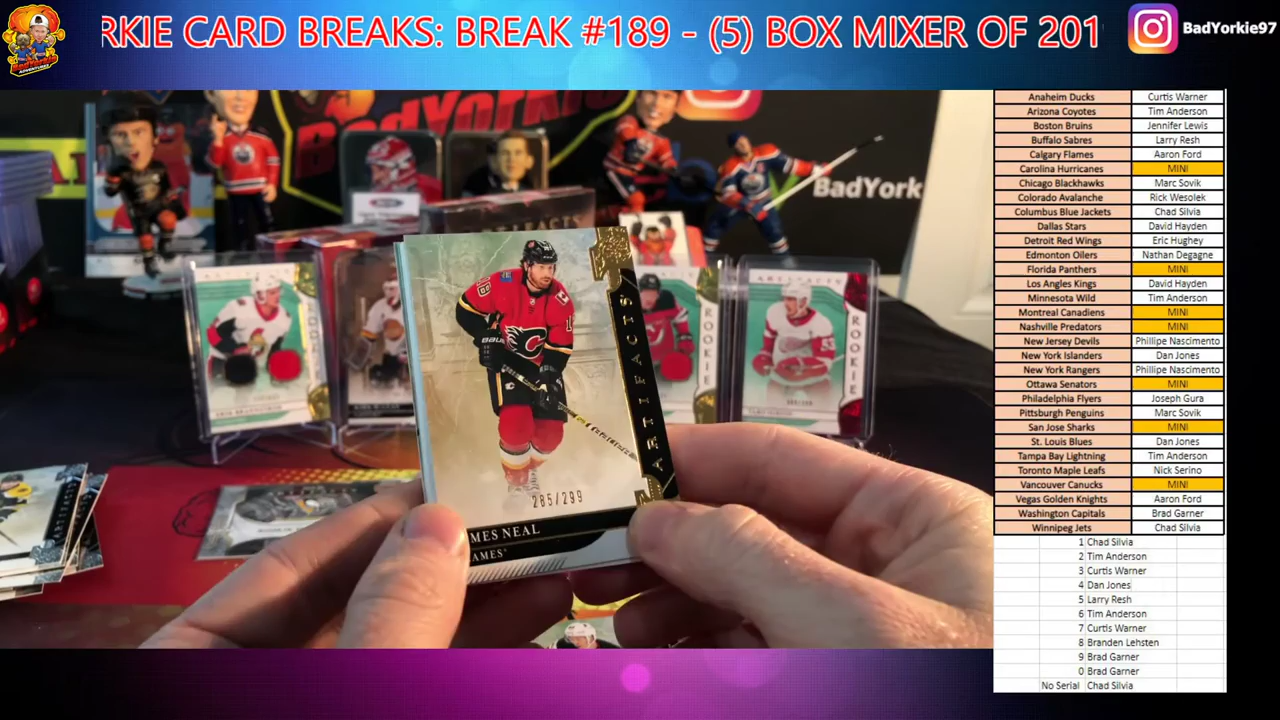 RKIE CARD BREAKS: BREAK #189 - (5) BOX MIXER OF 201
BadYorkie97
BadYork
ARTIFACTS
285/299
MES NEAL
AMES
ROOKIE
ROOKIE
Anaheim Ducks Curtis Warner
Arizona Coyotes Tim Anderson
Boston Bruins Jennifer Lewis
Buffalo Sabres Larry Resh
Calgary Flames Aaron Ford
Carolina Hurricanes MINI
Chicago Blackhawks Marc Sovik
Colorado Avalanche Rick Wesolek
Columbus Blue Jackets Chad Silvia
Dallas Stars David Hayden
Detroit Red Wings Eric Hughey
Edmonton Oilers Nathan Degagne
Florida Panthers MINI
Los Angeles Kings David Hayden
Minnesota Wild Tim Anderson
Montreal Canadiens MINI
Nashville Predators MINI
New Jersey Devils Phillipe Nascimento
New York Islanders Dan Jones
New York Rangers Phillipe Nascimento
Ottawa Senators MINI
Philadelphia Flyers Joseph Gura
Pittsburgh Penguins Marc Sovik
San Jose Sharks MINI
St. Louis Blues Dan Jones
Tampa Bay Lightning Tim Anderson
Toronto Maple Leafs Nick Serino
Vancouver Canucks MINI
Vegas Golden Knights Aaron Ford
Washington Capitals Brad Garner
Winnipeg Jets Chad Silvia
1 Chad Silvia
2 Tim Anderson
3 Curtis Warner
4 Dan Jones
5 Larry Resh
6 Tim Anderson
7 Curtis Warner
8 Branden Lehsten
9 Brad Garner
0 Brad Garner
No Serial Chad Silvia